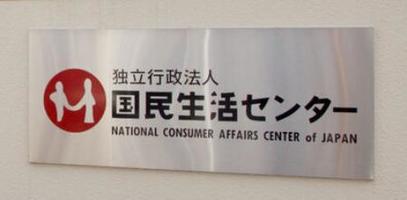 独立行政法人
国民生活センター
NATIONAL CONSUMER AFFAIRS CENTER of JAPAN